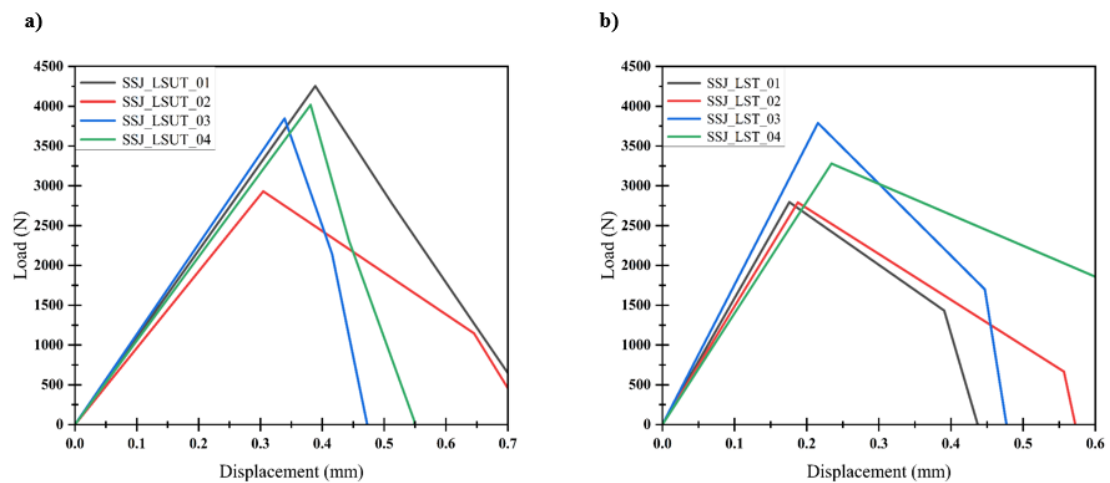 a)
4500
4000
3500
3000
2500
2000
1500
1000
500
0
Load (N)
SSJ_LSUT_01
SSJ_LSUT_02
SSJ_LSUT_03
SSJ_LSUT_04
0.0 0.1 0.2 0.3 0.4 0.5 0.6 0.7
Displacement (mm)
b)
4500
4000
3500
3000
2500
2000
1500
1000
500
0
Load (N)
SSJ_LST_01
SSJ_LST_02
SSJ_LST_03
SSJ_LST_04
0.0 0.1 0.2 0.3 0.4 0.5 0.6
Displacement (mm)